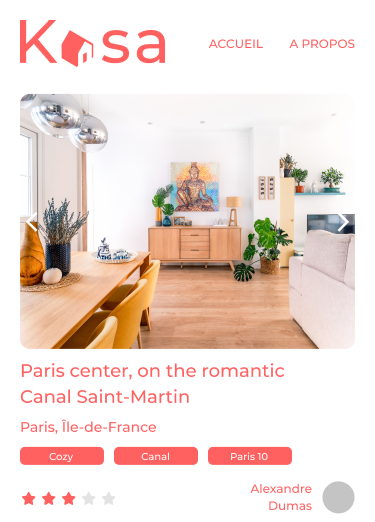 Kasa
ACCUEIL
A PROPOS
Paris center, on the romantic
Canal Saint-Martin
Paris, Île-de-France
Cozy
Canal
Paris 10
Alexandre
Dumas